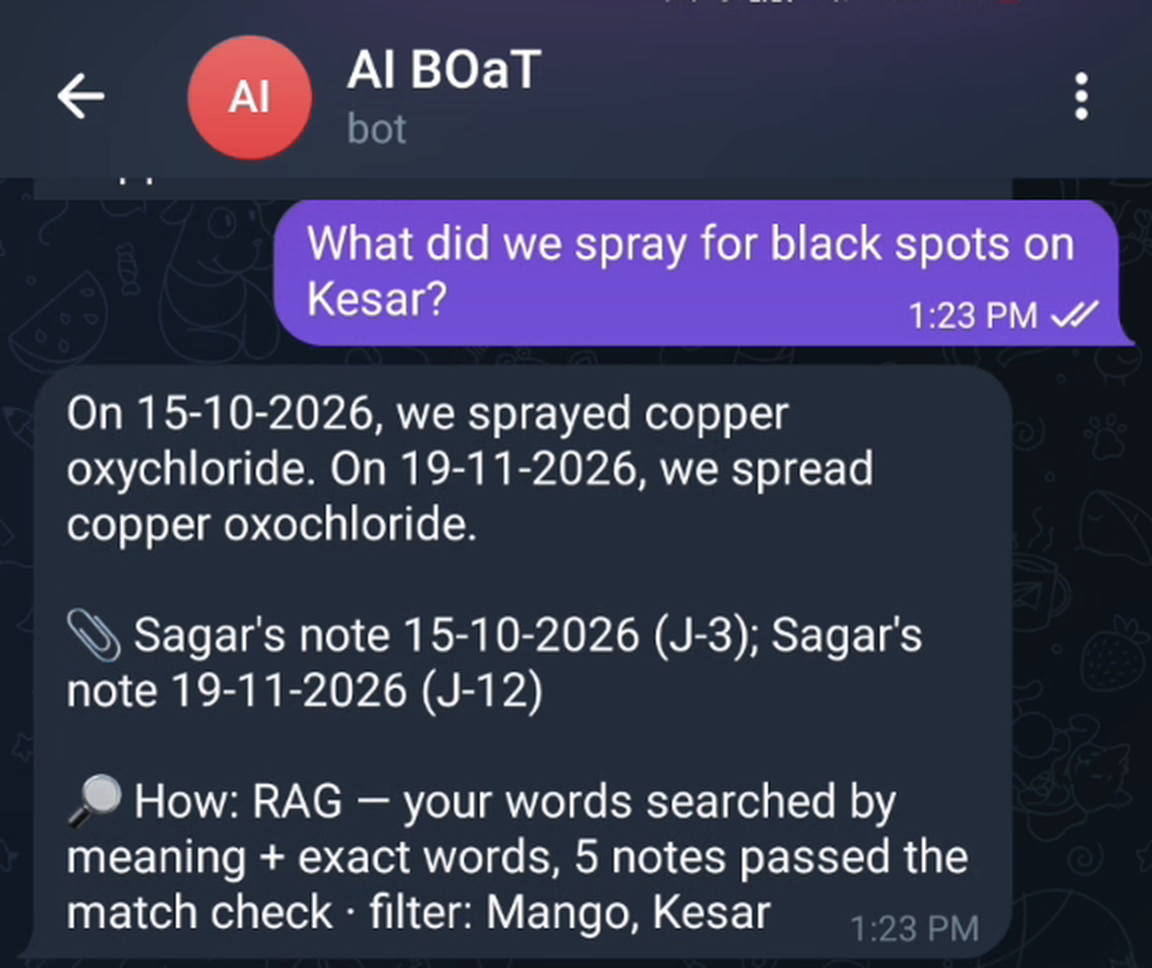 AI
AI BOaT
bot
What did we spray for black spots on
Kesar?
1:23 PM
On 15-10-2026, we sprayed copper
oxychloride. On 19-11-2026, we spread
copper oxochloride.
📎 Sagar's note 15-10-2026 (J-3); Sagar's
note 19-11-2026 (J-12)
🔎 How: RAG — your words searched by
meaning + exact words, 5 notes passed the
match check · filter: Mango, Kesar
1:23 PM